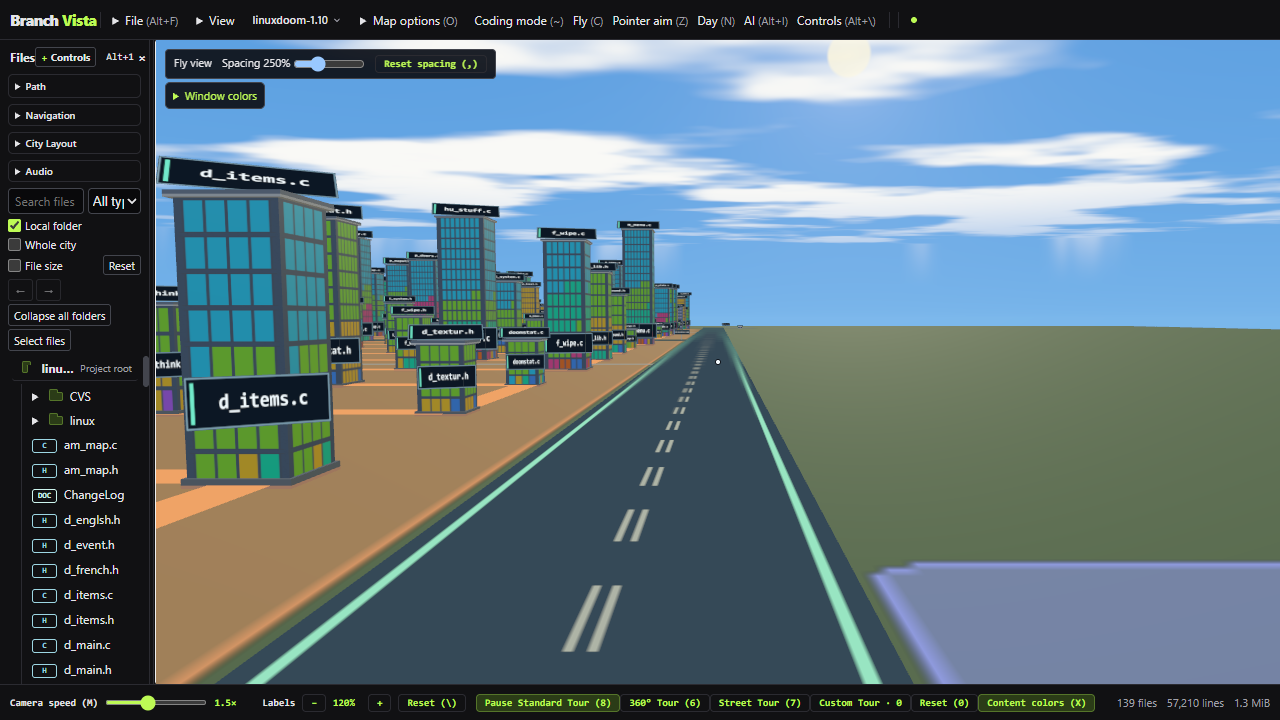 Branch Vista
File (Alt+F)
View
linuxdoom-1.10
Map options (O)
Coding mode (~)
Fly (C)
Pointer aim (Z)
Day (N)
AI (Alt+I)
Controls (Alt+\)
Files
+ Controls
Alt+1 ×
Path
Navigation
City Layout
Audio
Search files
All typ
Local folder
Whole city
File size
Reset
← →
Collapse all folders
Select files
linu... Project root
CVS
linux
C am_map.c
H am_map.h
DOC ChangeLog
H d_englsh.h
H d_event.h
H d_french.h
C d_items.c
H d_items.h
C d_main.c
H d_main.h
Fly view
Spacing 250%
Reset spacing (,)
Window colors
d_items.c
hu_stuff.c
f_wipe.c
d_textur.h
doomstat.c
f_wipe.c
d_textur.h
doomstat.c
d_items.c
Camera speed (M)
1.5×
Labels
-
120%
+
Reset (\)
Pause Standard Tour (8)
360° Tour (6)
Street Tour (7)
Custom Tour · 0
Reset (0)
Content colors (X)
139 files
57,210 lines
1.3 MiB